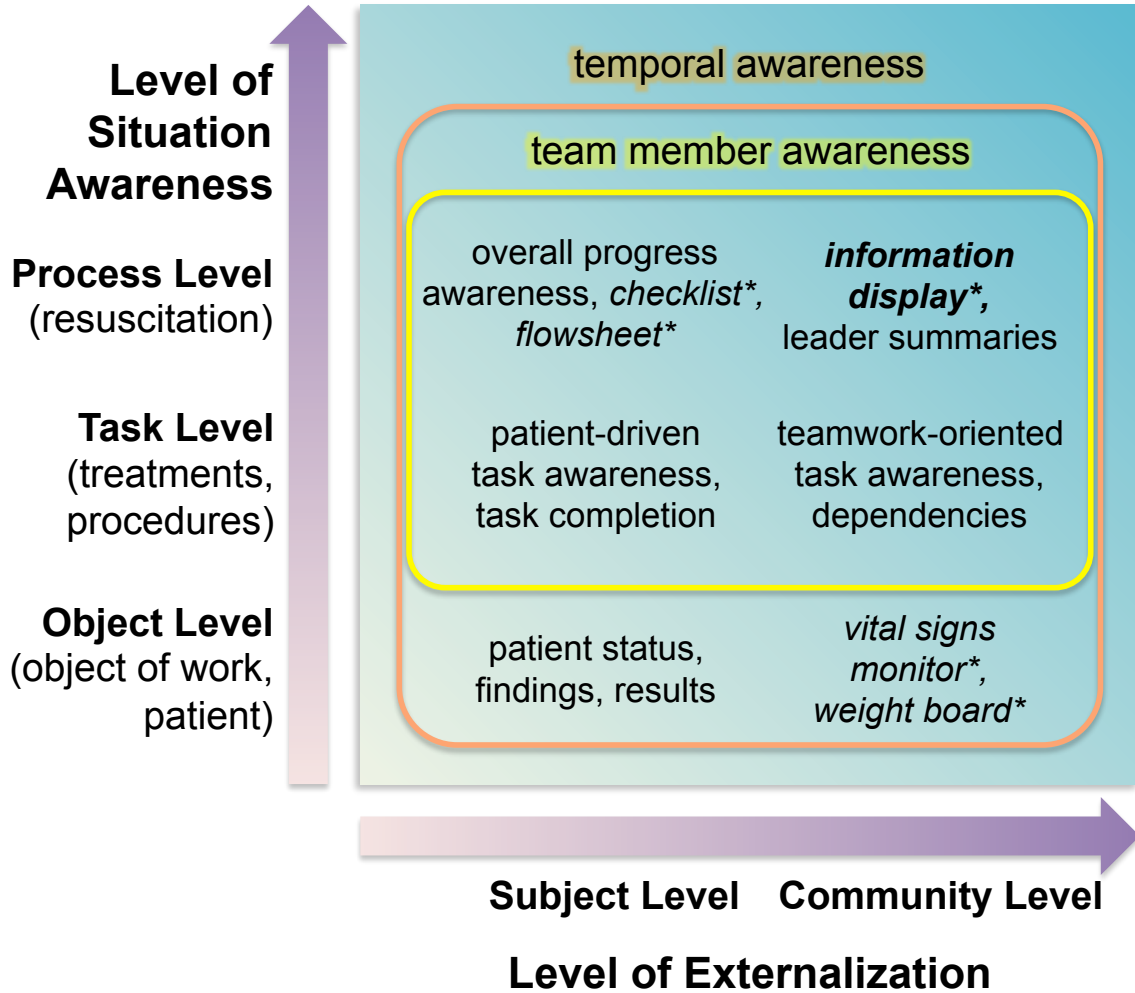 Level of
Situation
Awareness
temporal awareness
team member awareness
Process Level
(resuscitation)
overall progress
awareness, checklist*,
flowsheet*
information
display*,
leader summaries
Task Level
(treatments,
procedures)
patient-driven
task awareness,
task completion
teamwork-oriented
task awareness,
dependencies
Object Level
(object of work,
patient)
patient status,
findings, results
vital signs
monitor*,
weight board*
Subject Level
Community Level
Level of Externalization